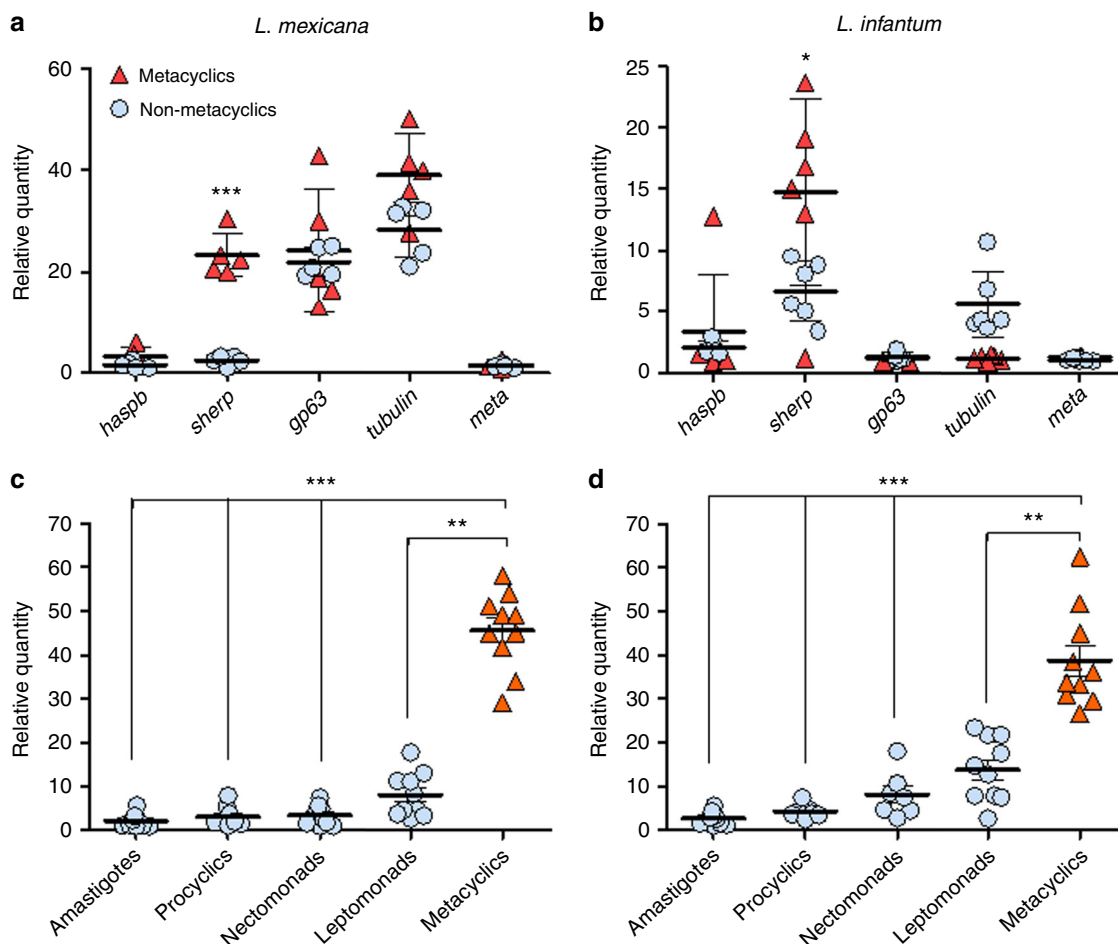 a
L. mexicana
60
40
20
0
Relative quantity
Metacyclics
Non-metacyclics
***
haspb
sherp
gp63
tubulin
meta
b
L. infantum
25
20
15
10
5
0
Relative quantity
*
haspb
sherp
gp63
tubulin
meta
c
70
60
50
40
30
20
10
0
Relative quantity
***
**
Amastigotes
Procyclics
Nectomonads
Leptomonads
Metacyclics
d
70
60
50
40
30
20
10
0
Relative quantity
***
**
Amastigotes
Procyclics
Nectomonads
Leptomonads
Metacyclics